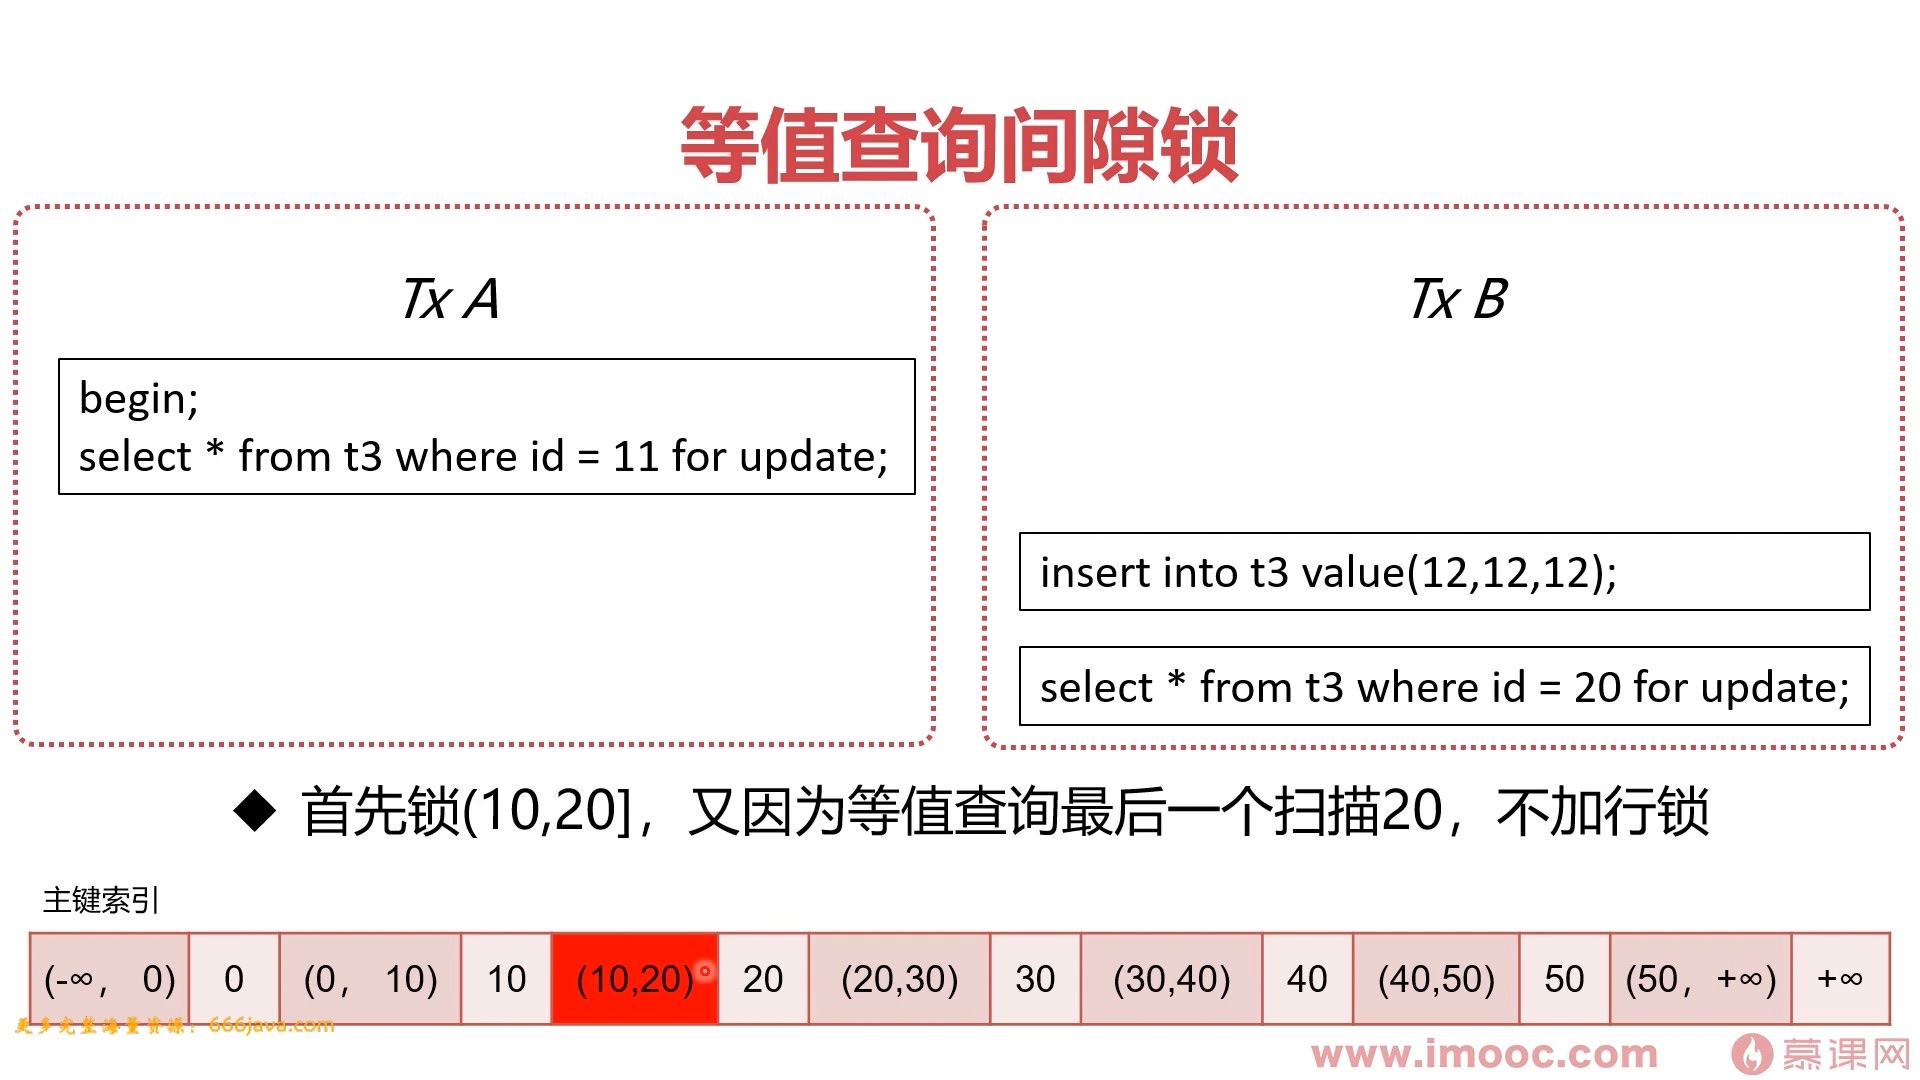 等值查询间隙锁
Tx A
begin;
select * from t3 where id = 11 for update;
Tx B
insert into t3 value(12,12,12);
select * from t3 where id = 20 for update;
◆ 首先锁(10,20]，又因为等值查询最后一个扫描20，不加行锁
主键索引
(-∞， 0) 0 (0， 10) 10 (10,20) 20 (20,30) 30 (30,40) 40 (40,50) 50 (50，+∞) +∞
更多完整海量资源：666java.com
www.imooc.com 慕课网